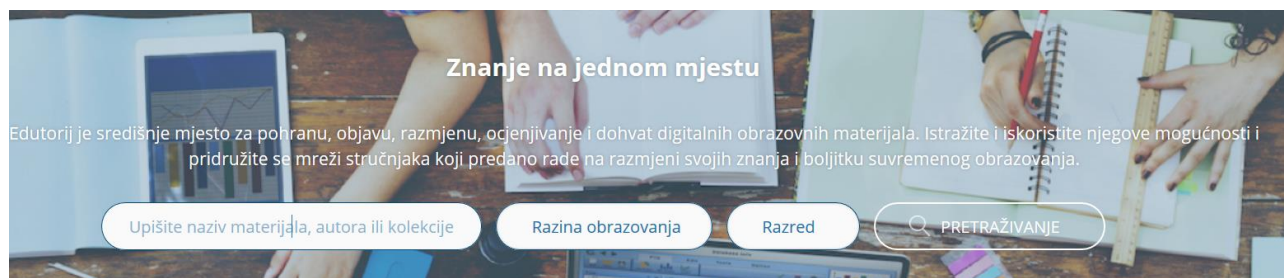 Znanje na jednom mjestu
Edutorij je središnje mjesto za pohranu, objavu, razmjenu, ocjenjivanje i dohvat digitalnih obrazovnih materijala. Istražite i iskoristite njegove mogućnosti i
pridružite se mreži stručnjaka koji predano rade na razmjeni svojih znanja i boljitku suvremenog obrazovanja.
Upišite naziv materijala, autora ili kolekcije Razina obrazovanja Razred PRETRAŽIVANJE